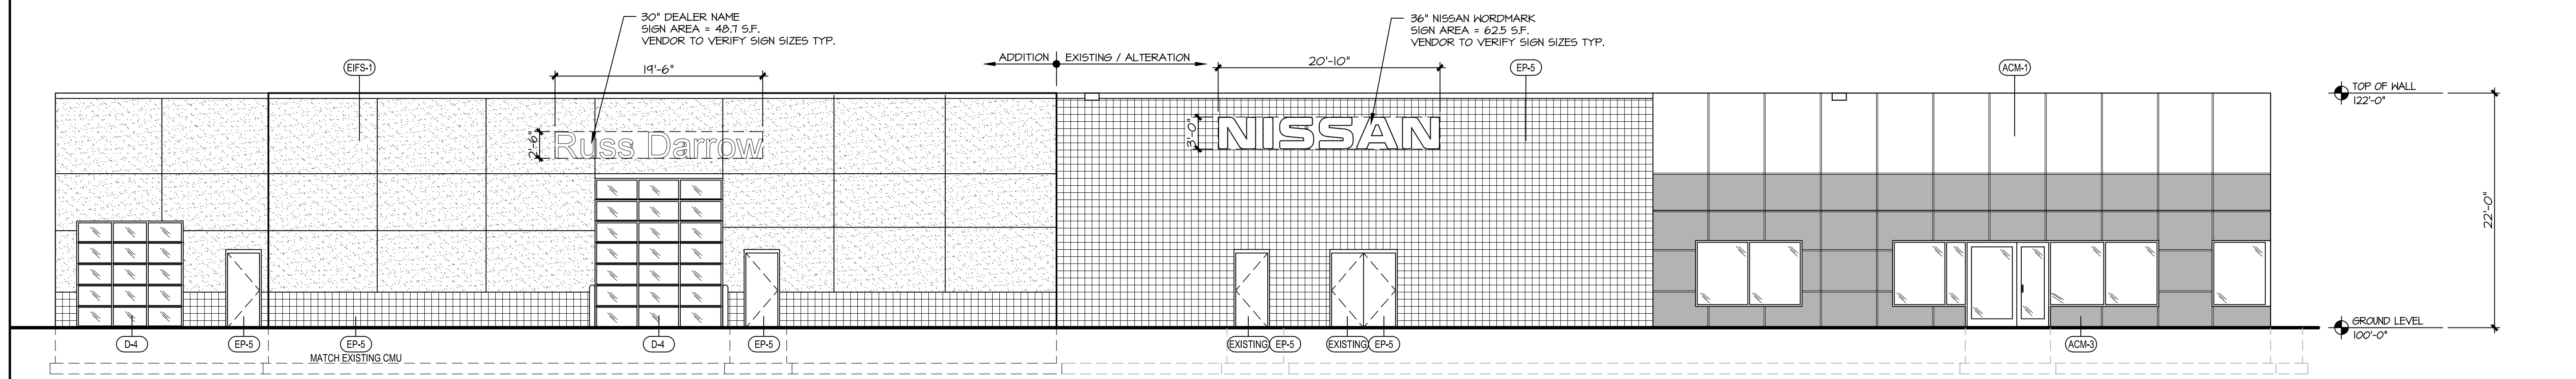 30" DEALER NAME
SIGN AREA = 48.7 S.F.
VENDOR TO VERIFY SIGN SIZES TYP.
36" NISSAN WORDMARK
SIGN AREA = 62.5 S.F.
VENDOR TO VERIFY SIGN SIZES TYP.
EIFS-1
19'-6"
ADDITION
EXISTING / ALTERATION
20'-10"
EP-5
ACM-1
TOP OF WALL
122'-0"
2'-6"
Russ Darrow
3'-0"
NISSAN
22'-0"
GROUND LEVEL
100'-0"
D-4
EP-5
EP-5
MATCH EXISTING CMU
D-4
EP-5
EXISTING
EP-5
EXISTING
EP-5
ACM-3